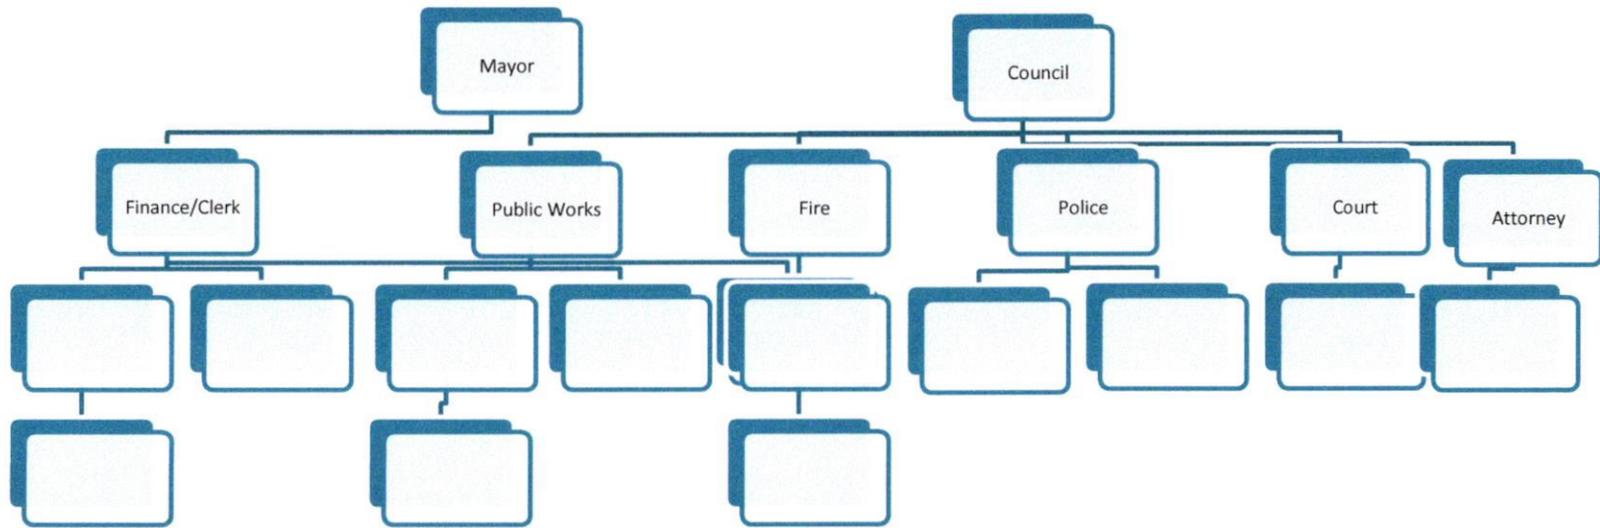 Mayor
Council
Finance/Clerk
Public Works
Fire
Police
Court
Attorney